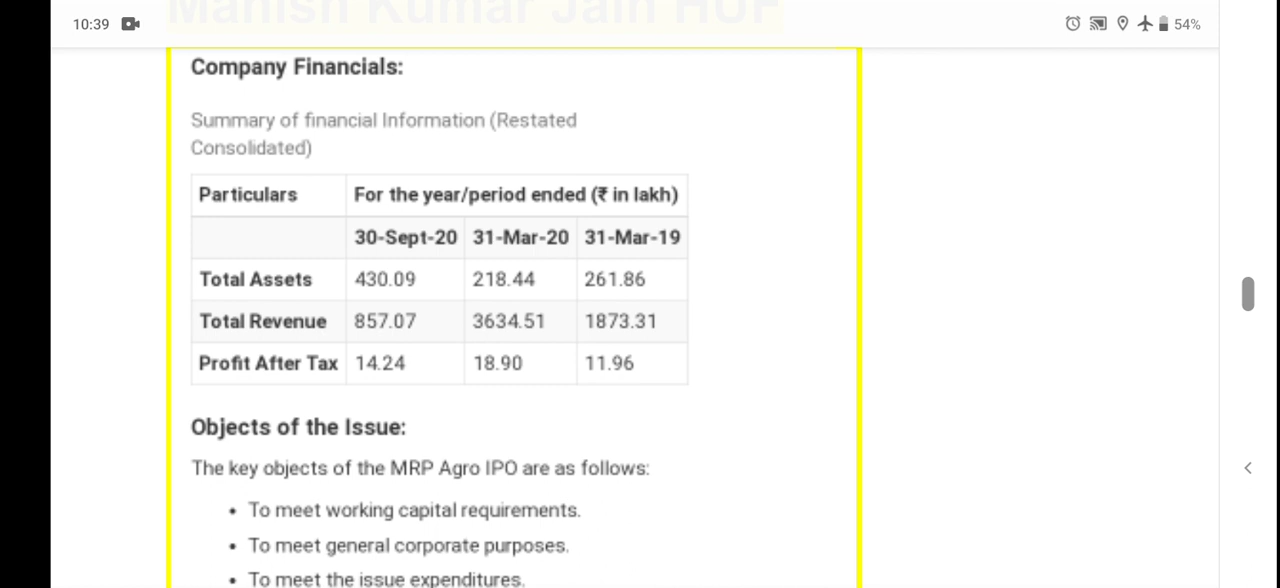 Manish Kumar Jain HUF
10:39 54%
Company Financials:
Summary of financial Information (Restated
Consolidated)
Particulars For the year/period ended (₹ in lakh)
30-Sept-20 31-Mar-20 31-Mar-19
Total Assets 430.09 218.44 261.86
Total Revenue 857.07 3634.51 1873.31
Profit After Tax 14.24 18.90 11.96
Objects of the Issue:
The key objects of the MRP Agro IPO are as follows:
• To meet working capital requirements.
• To meet general corporate purposes.
• To meet the issue expenditures.